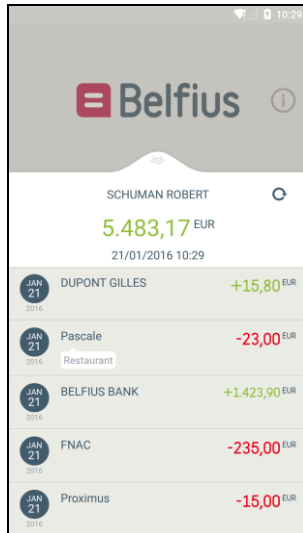 10:29
Belfius
SCHUMAN ROBERT
5.483,17 EUR
21/01/2016 10:29
JAN
21
2016
DUPONT GILLES
+15,80 EUR
JAN
21
2016
Pascale
Restaurant
-23,00 EUR
JAN
21
2016
BELFIUS BANK
+1.423,90 EUR
JAN
21
2016
FNAC
-235,00 EUR
JAN
21
2016
Proximus
-15,00 EUR